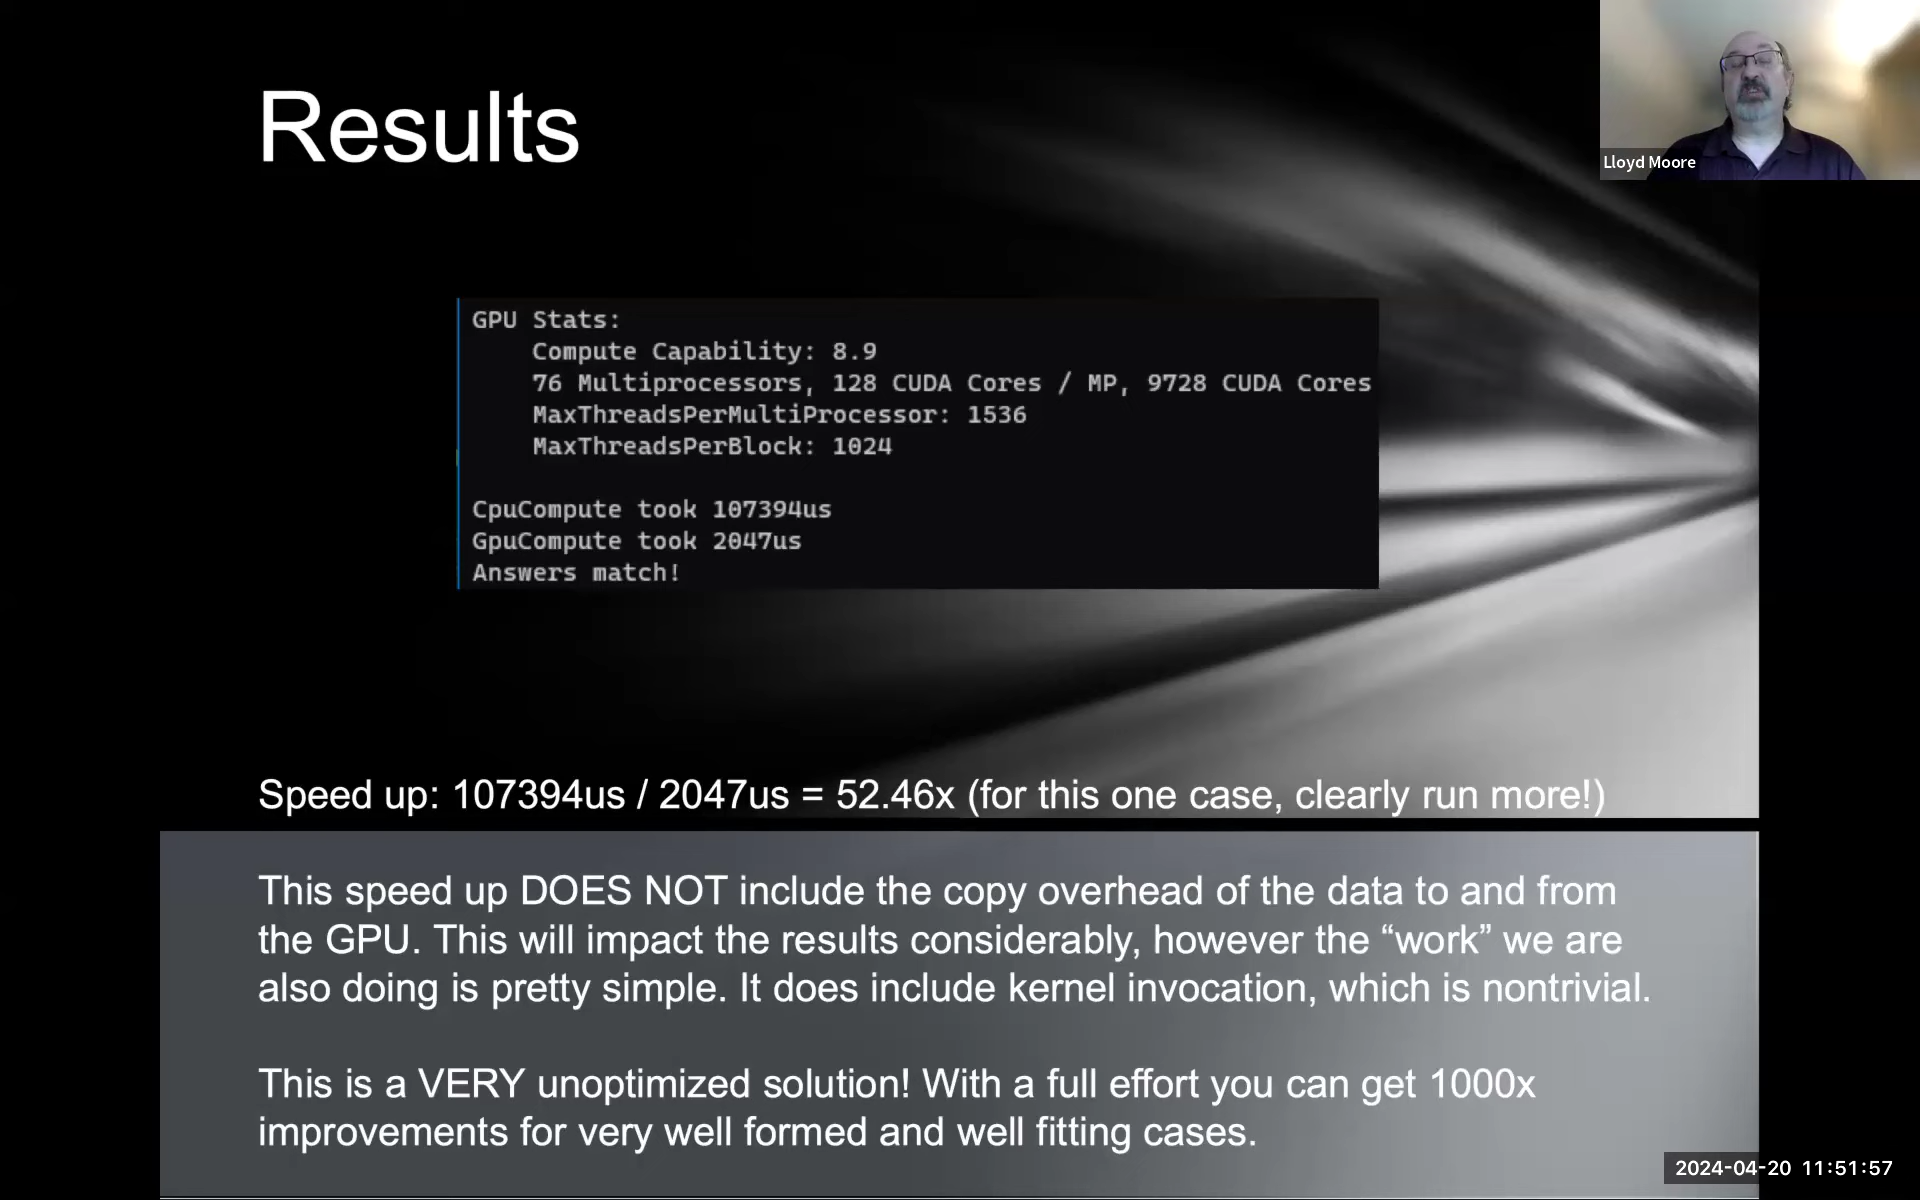 Results
Lloyd Moore
GPU Stats:
Compute Capability: 8.9
76 Multiprocessors, 128 CUDA Cores / MP, 9728 CUDA Cores
MaxThreadsPerMultiProcessor: 1536
MaxThreadsPerBlock: 1024
CpuCompute took 107394us
GpuCompute took 2047us
Answers match!
Speed up: 107394us / 2047us = 52.46x (for this one case, clearly run more!)
This speed up DOES NOT include the copy overhead of the data to and from
the GPU. This will impact the results considerably, however the “work” we are
also doing is pretty simple. It does include kernel invocation, which is nontrivial.
This is a VERY unoptimized solution! With a full effort you can get 1000x
improvements for very well formed and well fitting cases.
2024-04-20 11:51:57